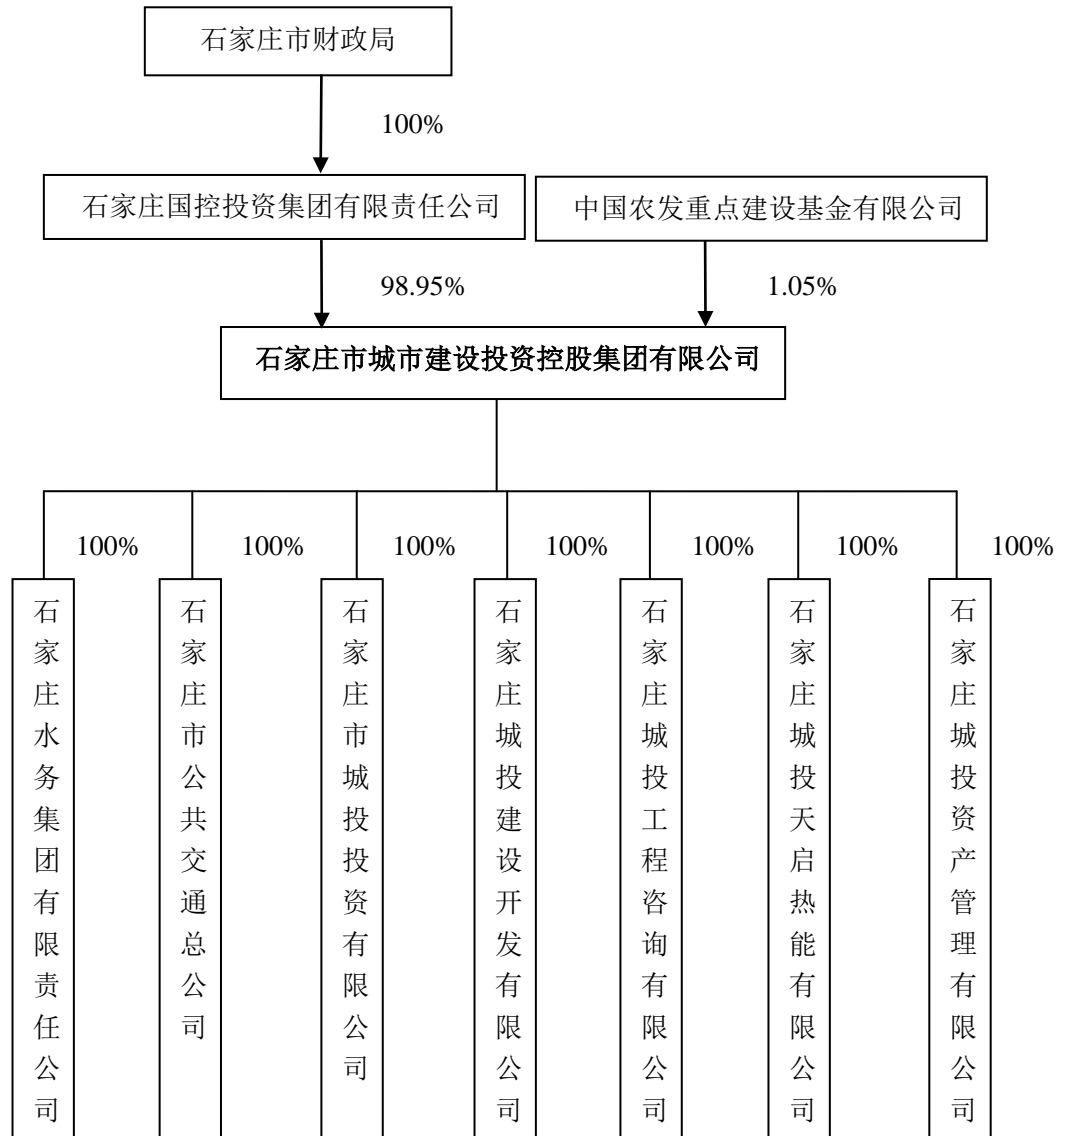 石家庄市财政局
100%
石家庄国控投资集团有限责任公司
中国农发重点建设基金有限公司
98.95%
1.05%
石家庄市城市建设投资控股集团有限公司
100%
100%
100%
100%
100%
100%
100%
石家庄水务集团有限责任公司
石家庄市公共交通总公司
石家庄市城投投资有限公司
石家庄城投建设开发有限公司
石家庄城投工程咨询有限公司
石家庄城投天启热能有限公司
石家庄城投资产管理有限公司